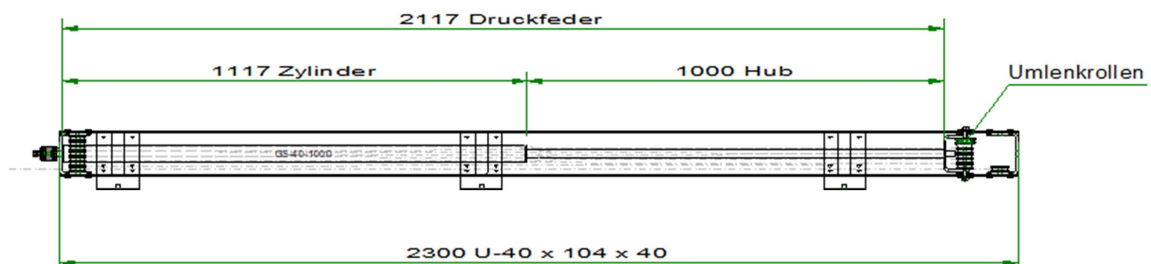 2117 Druckfeder
1117 Zylinder
1000 Hub
Umlenkrollen
GS-40-1000
2300 U-40 x 104 x 40